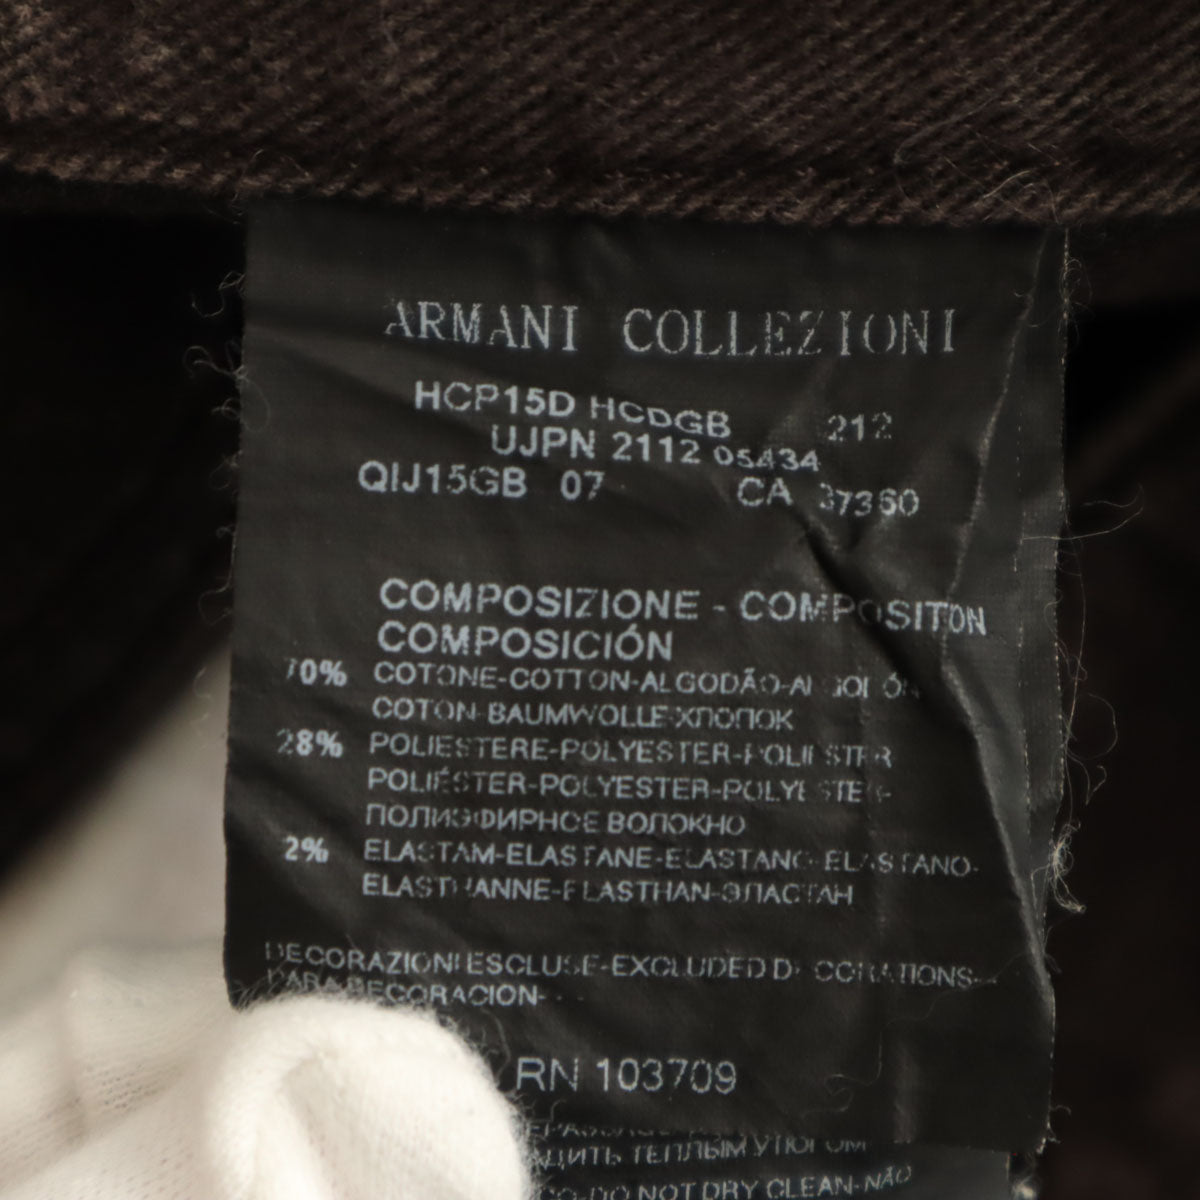 ARMANI COLLEZIONI
HCP15D HCDGB 212
UJPN 2112 05434
QIJ15GB 07 CA 37360
COMPOSIZIONE - COMPOSITON
COMPOSICIÓN
70% COTONE-COTTON-ALGODÃO-ALGODÓN
COTON-BAUMWOLLE-ХЛОПОК
28% POLIESTERE-POLYESTER-POLIESTER
POLIÉSTER-POLYESTER-POLYESTER-
ПОЛИЭФИРНОЕ ВОЛОКНО
2% ELASTAM-ELASTANE-ELASTANO-ELASTANO-
ELASTHANNE-ELASTHAN-ЭЛАСТАН
DECORAZIONI ESCLUSE-EXCLUDED DECORATIONS-
DECORACION-
RN 103709
ТЕПЛЫМ УТЮГОМ
DO NOT DRY CLEAN-NÃO